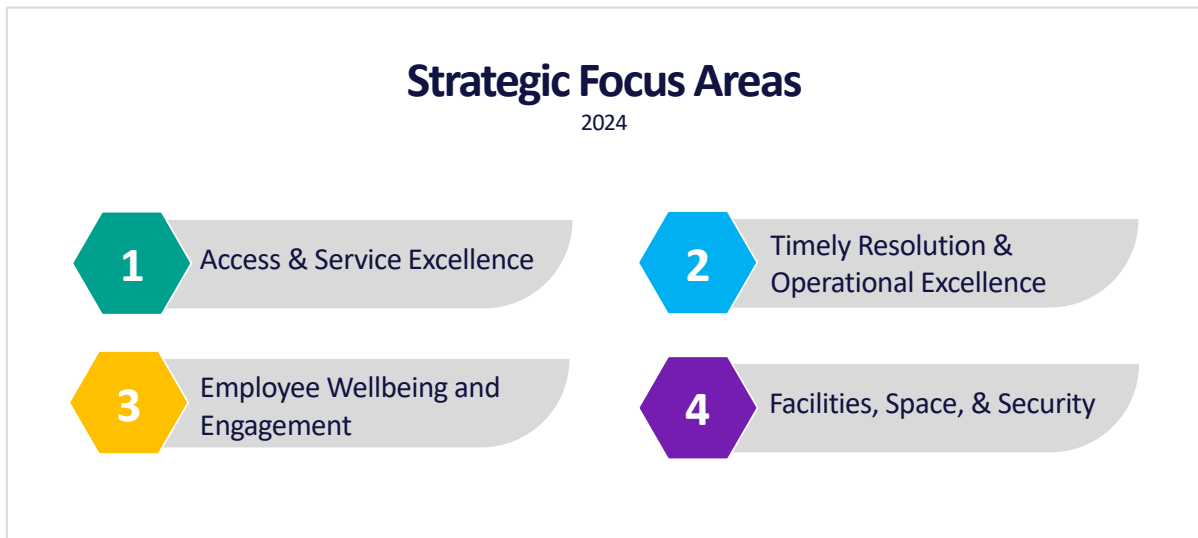 Strategic Focus Areas
2024
1
Access & Service Excellence
2
Timely Resolution &
Operational Excellence
3
Employee Wellbeing and
Engagement
4
Facilities, Space, & Security